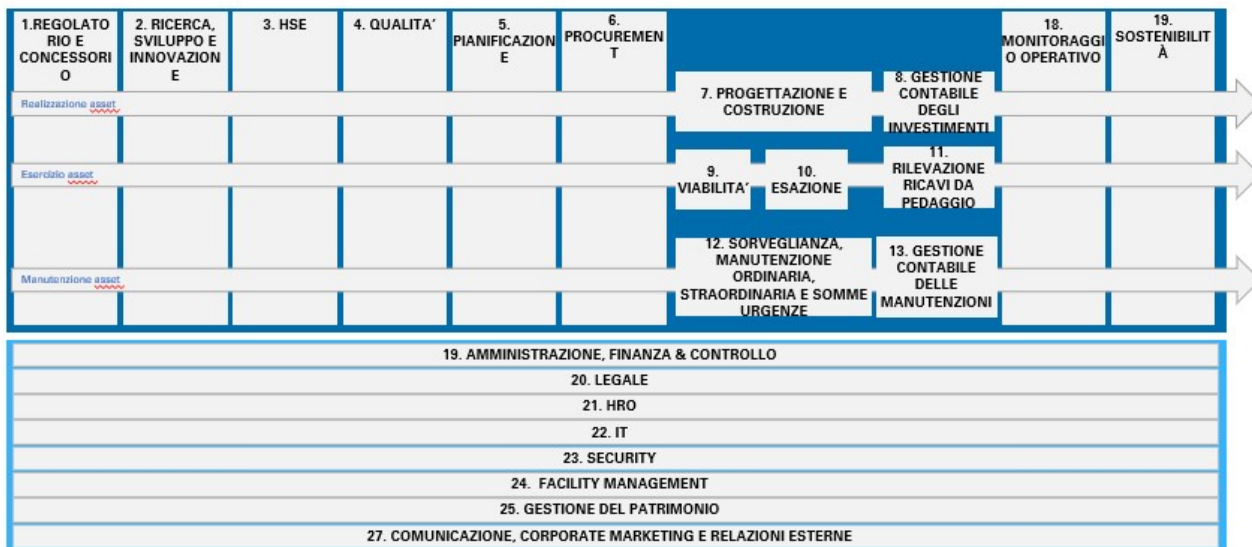 1.REGOLATO
RIO E
CONCESSORI
O
2. RICERCA,
SVILUPPO E
INNOVAZION
E
3. HSE
4. QUALITA’
5.
PIANIFICAZION
E
6.
PROCUREMEN
T
18.
MONITORAGGI
O OPERATIVO
19.
SOSTENIBILIT
À
Realizzazione asset
7. PROGETTAZIONE E
COSTRUZIONE
8. GESTIONE
CONTABILE
DEGLI
INVESTIMENTI
Esercizio asset
9.
VIABILITA’
10.
ESAZIONE
11.
RILEVAZIONE
RICAVI DA
PEDAGGIO
Manutenzione asset
12. SORVEGLIANZA,
MANUTENZIONE
ORDINARIA,
STRAORDINARIA E SOMME
URGENZE
13. GESTIONE
CONTABILE
DELLE
MANUTENZIONI
19. AMMINISTRAZIONE, FINANZA & CONTROLLO
20. LEGALE
21. HRO
22. IT
23. SECURITY
24. FACILITY MANAGEMENT
25. GESTIONE DEL PATRIMONIO
27. COMUNICAZIONE, CORPORATE MARKETING E RELAZIONI ESTERNE